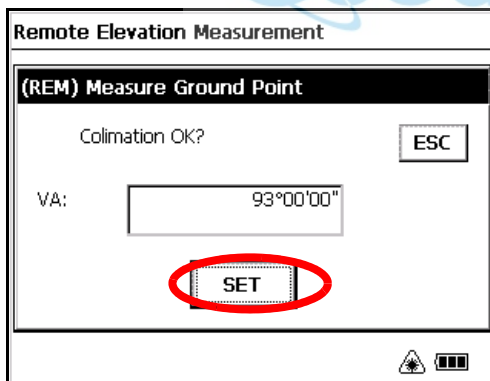 Remote Elevation Measurement
(REM) Measure Ground Point
Colimation OK?
ESC
VA:
93°00'00"
SET